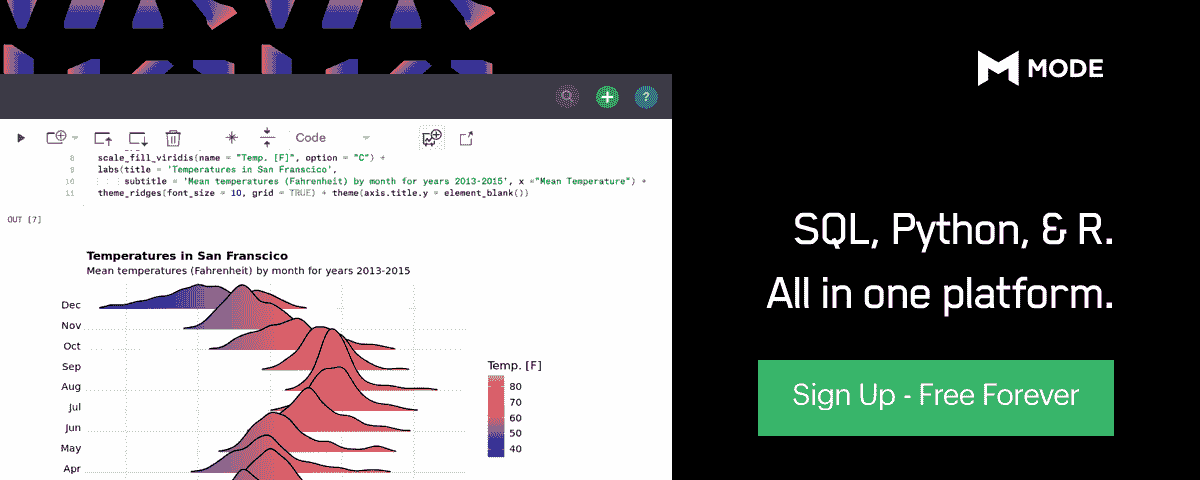 MODE
?
Code
8 scale_fill_viridis(name = "Temp. [F]", option = "C") +
9 labs(title = 'Temperatures in San Franscico',
10 subtitle = 'Mean temperatures (Fahrenheit) by month for years 2013-2015', x ="Mean Temperature") +
11 theme_ridges(font_size = 10, grid = TRUE) + theme(axis.title.y = element_blank())
OUT [7]
Temperatures in San Franscico
Mean temperatures (Fahrenheit) by month for years 2013-2015
Dec
Nov
Oct
Sep
Aug
Jul
Jun
May
Apr
Temp. [F]
80
70
60
50
40
SQL, Python, & R.
All in one platform.
Sign Up - Free Forever